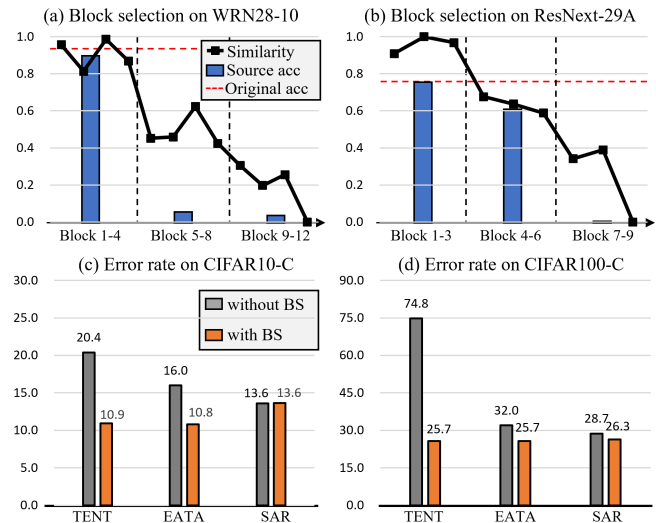 (a) Block selection on WRN28-10
1.0
0.8
0.6
0.4
0.2
0.0
Similarity
Source acc
Original acc
Block 1-4
Block 5-8
Block 9-12
(b) Block selection on ResNext-29A
1.0
0.8
0.6
0.4
0.2
0.0
Block 1-3
Block 4-6
Block 7-9
(c) Error rate on CIFAR10-C
30.0
25.0
20.0
15.0
10.0
5.0
0.0
without BS
with BS
20.4
10.9
16.0
10.8
13.6
13.6
TENT
EATA
SAR
(d) Error rate on CIFAR100-C
90.0
75.0
60.0
45.0
30.0
15.0
0.0
74.8
25.7
32.0
25.7
28.7
26.3
TENT
EATA
SAR